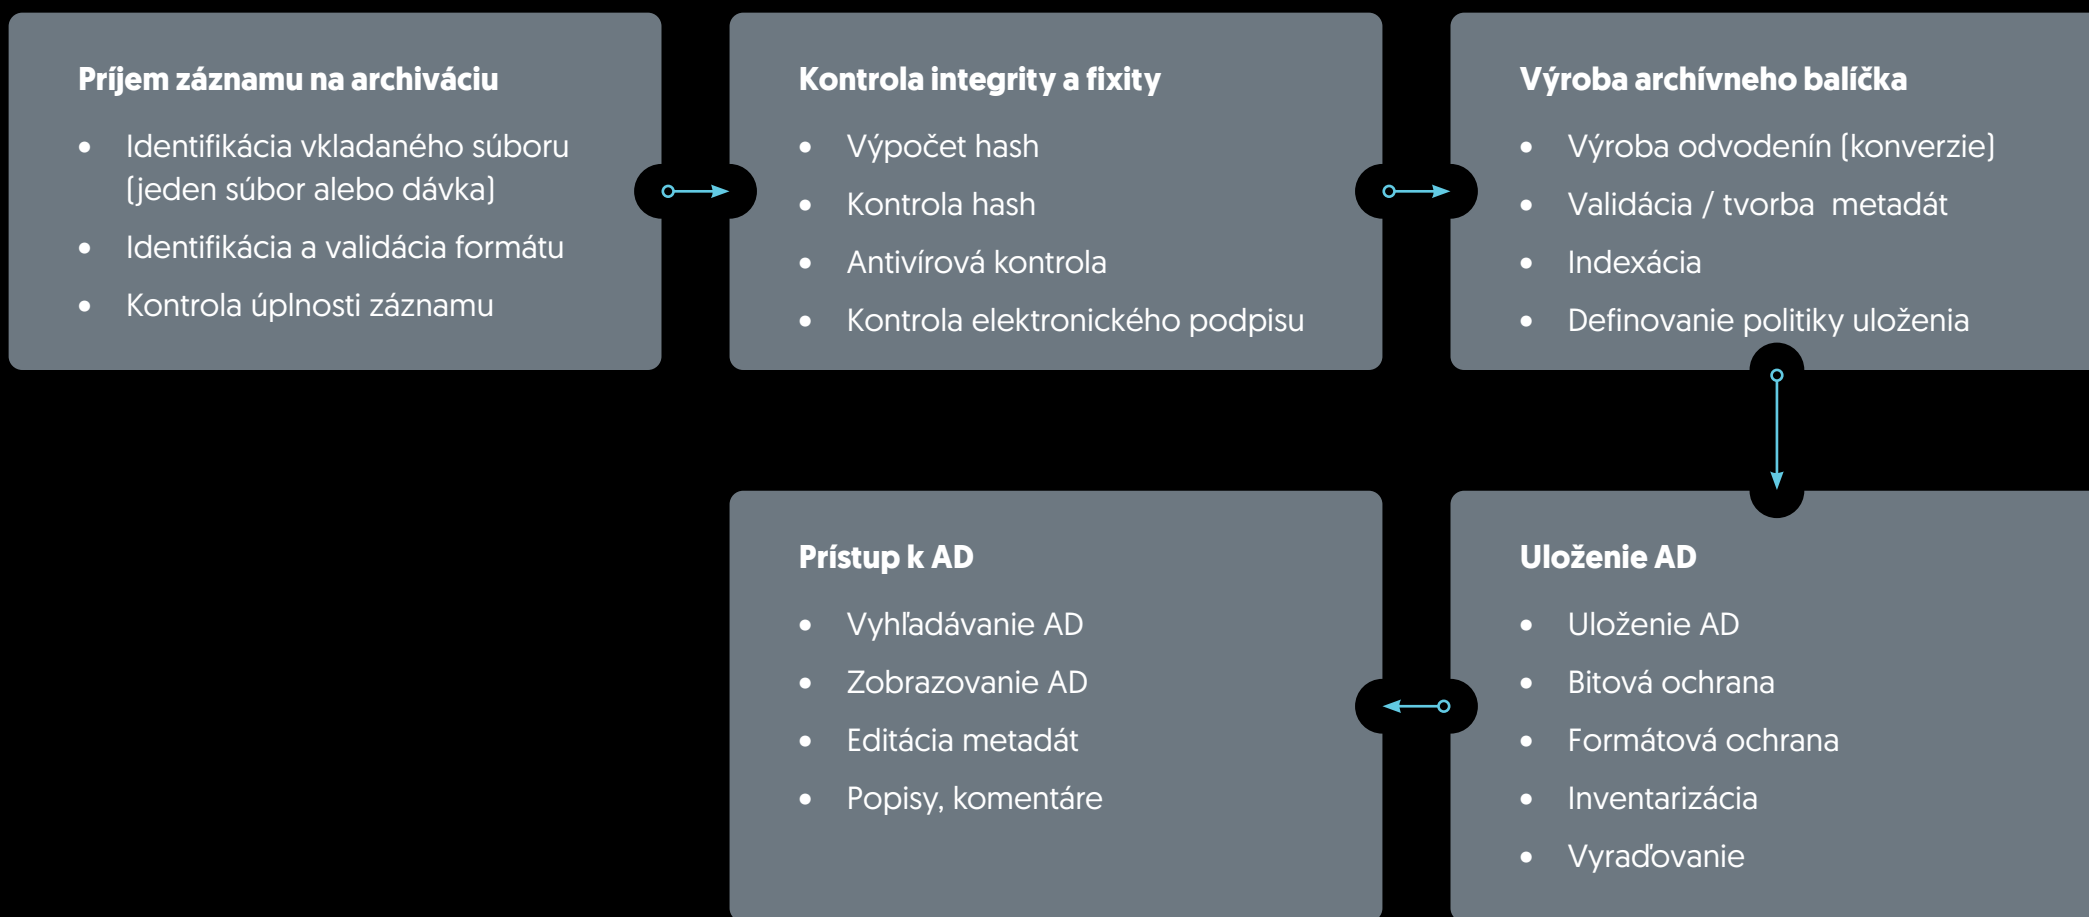 Príjem záznamu na archiváciu
• Identifikácia vkladaného súboru
(jeden súbor alebo dávka)
• Identifikácia a validácia formátu
• Kontrola úplnosti záznamu
Kontrola integrity a fixity
• Výpočet hash
• Kontrola hash
• Antivírová kontrola
• Kontrola elektronického podpisu
Výroba archívneho balíčka
• Výroba odvodenín (konverzie)
• Validácia / tvorba  metadát
• Indexácia
• Definovanie politiky uloženia
Uloženie AD
• Uloženie AD
• Bitová ochrana
• Formátová ochrana
• Inventarizácia
• Vyraďovanie
Prístup k AD
• Vyhľadávanie AD
• Zobrazovanie AD
• Editácia metadát
• Popisy, komentáre